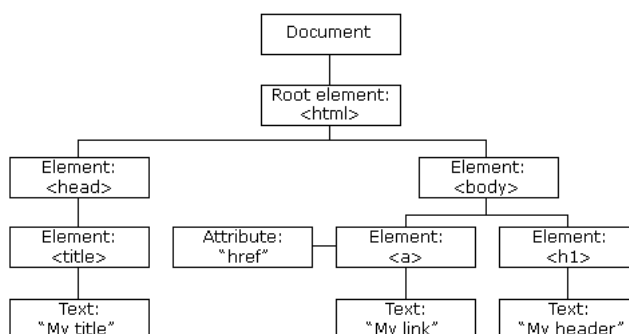 Document
Root element:
<html>
Element:
<head>
Element:
<body>
Element:
<title>
Attribute:
“href”
Element:
<a>
Element:
<h1>
Text:
“My title”
Text:
“My link”
Text:
“My header”